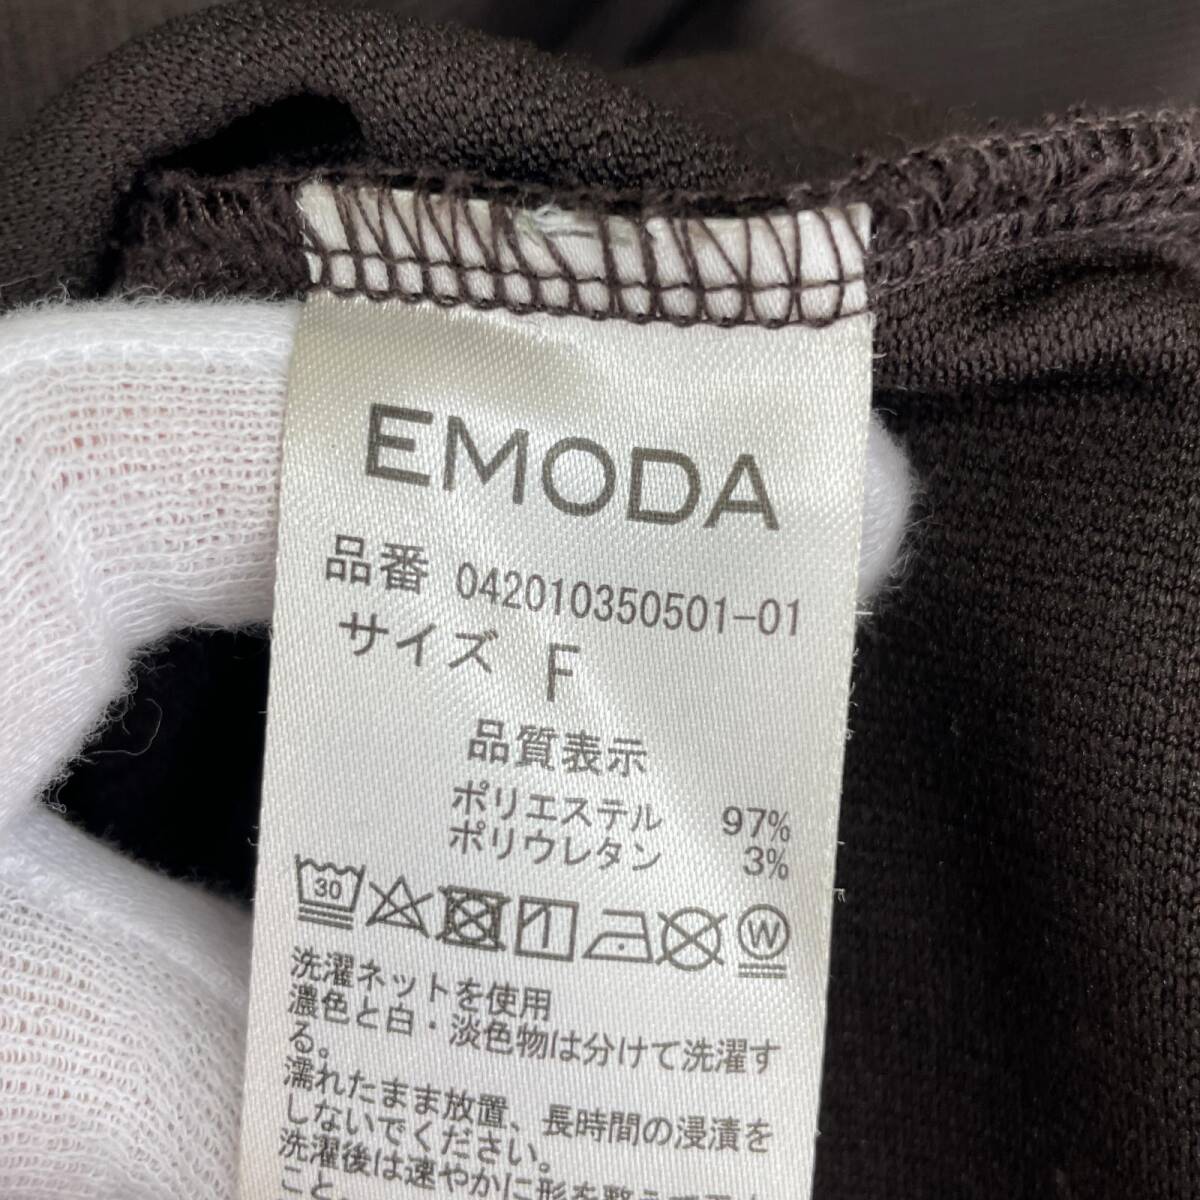 EMODA
品番 042010350501-01
サイズ F
品質表示
ポリエステル 97%
ポリウレタン 3%
30 W
洗濯ネットを使用
濃色と白・淡色物は分けて洗濯す
る。
濡れたまま放置、長時間の浸漬を
しないでください。
洗濯後は速やかに形を整えて
こと。